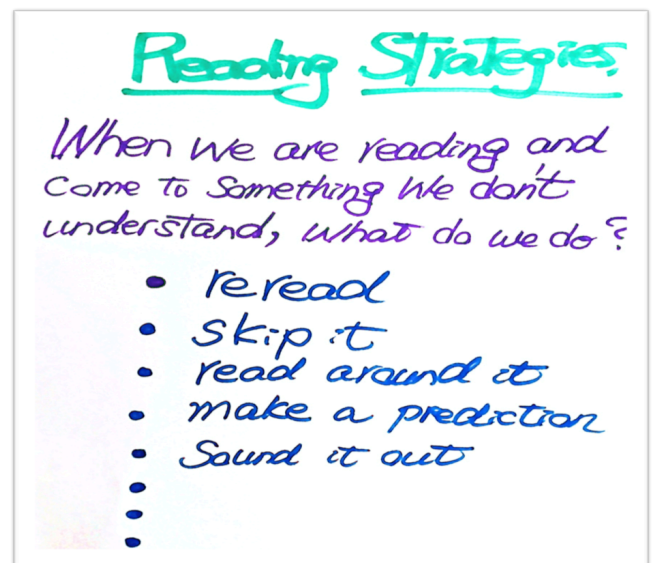 Reading Strategies.
When we are reading and
come to something we don't
understand, what do we do?
• reread
• skip it
• read around it
• make a prediction
• Sound it out
•
•
•